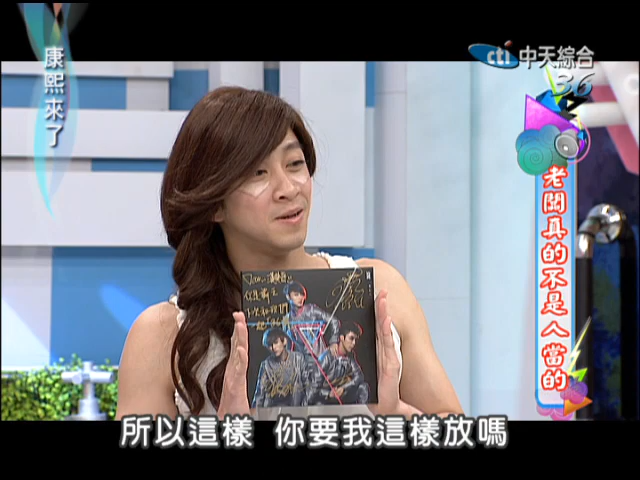 康熙來了
cti 中天綜合
36
老闆真的不是人當的
所以這樣 你要我這樣放嗎